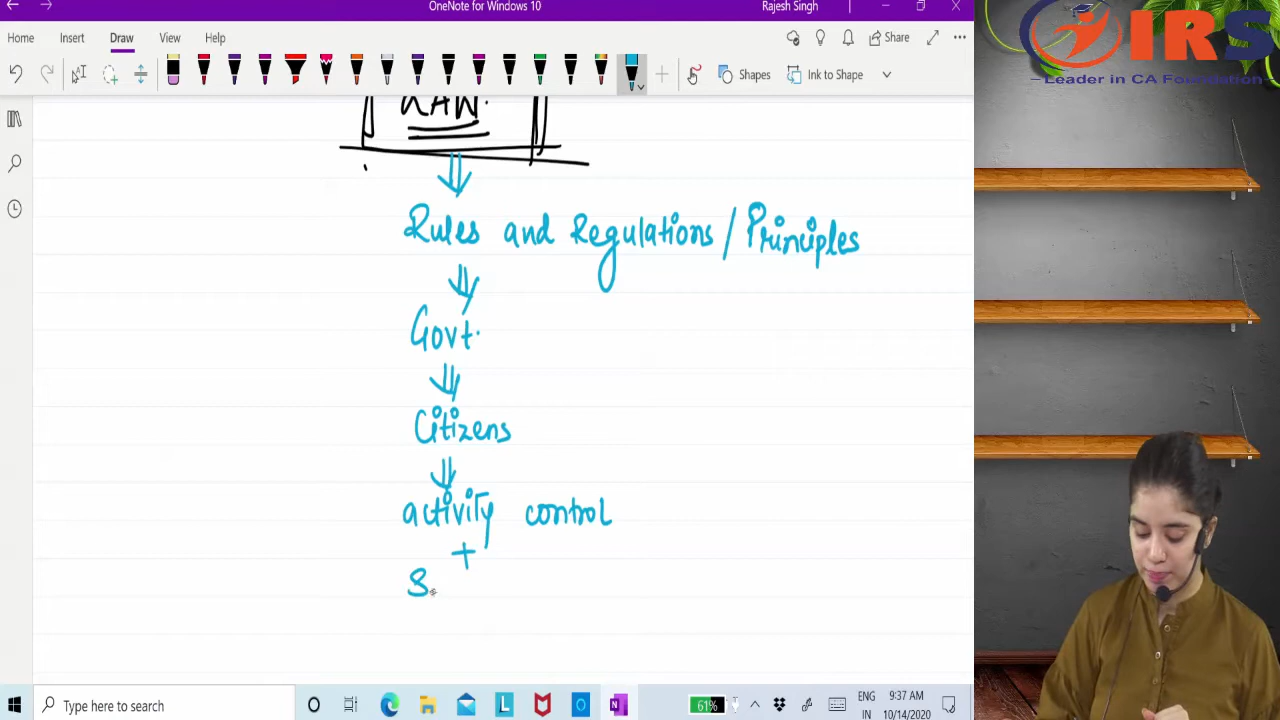 OneNote for Windows 10
Rajesh Singh
Home Insert Draw View Help
Share
Shapes
Ink to Shape
IRS
Leader in CA Foundation
LAW.
Rules and Regulations / Principles
Govt.
Citizens
activity control
+
S
Type here to search
61%
ENG
IN
9:37 AM
10/14/2020